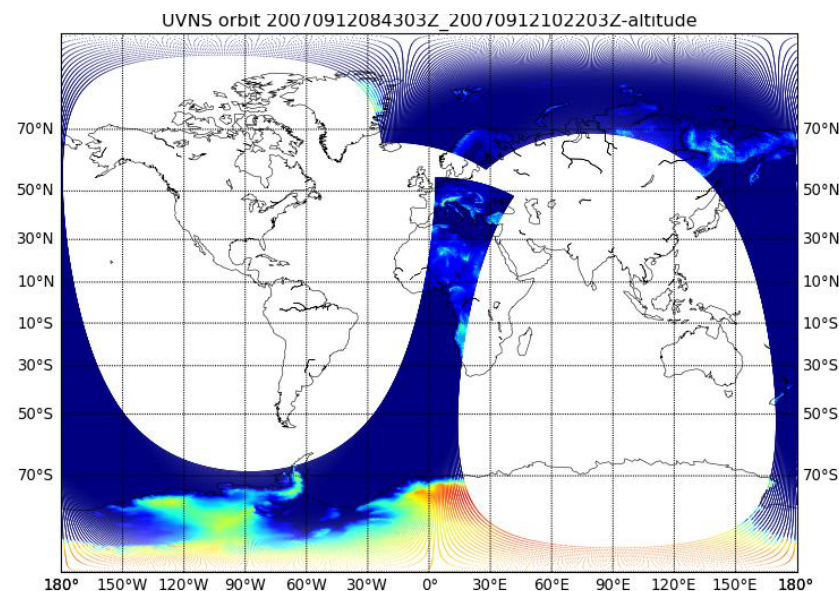 UVNS orbit 20070912084303Z_20070912102203Z-altitude
70°N 70°N
50°N 50°N
30°N 30°N
10°N 10°N
10°S 10°S
30°S 30°S
50°S 50°S
70°S 70°S
180° 150°W 120°W 90°W 60°W 30°W 0° 30°E 60°E 90°E 120°E 150°E 180°